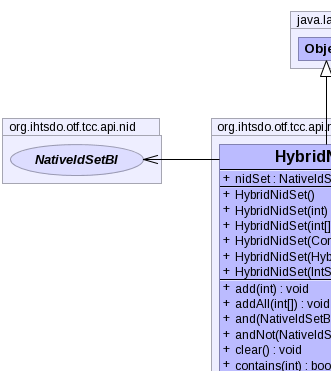 java.la
Obje
org.ihtsdo.otf.tcc.api.nid
NativeIdSetBI
org.ihtsdo.otf.tcc.api.n
HybridN
+ nidSet : NativeIdS
+ HybridNidSet()
+ HybridNidSet(int)
+ HybridNidSet(int[]
+ HybridNidSet(Con
+ HybridNidSet(Hyb
+ HybridNidSet(IntS
+ add(int) : void
+ addAll(int[]) : void
+ and(NativeIdSetB
+ andNot(NativeIdS
+ clear() : void
+ contains(int) : boo